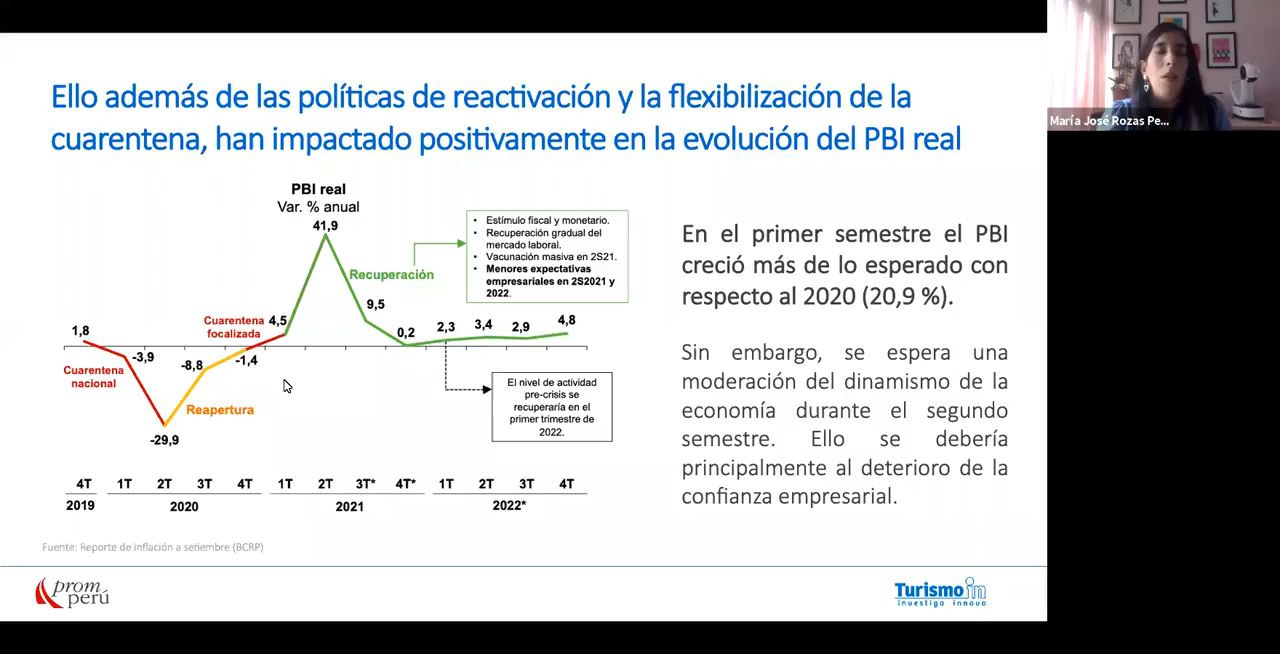 María José Rozas Pe...
Ello además de las políticas de reactivación y la flexibilización de la
cuarentena, han impactado positivamente en la evolución del PBI real
PBI real
Var. % anual
41,9
Recuperación
• Estímulo fiscal y monetario.
• Recuperación gradual del
mercado laboral.
• Vacunación masiva en 2S21.
• Menores expectativas
empresariales en 2S2021 y
2022.
1,8
Cuarentena
nacional
-3,9
-29,9
-8,8
Reapertura
-1,4
Cuarentena
focalizada
4,5
9,5
0,2
2,3
3,4
2,9
4,8
El nivel de actividad
pre-crisis se
recuperaría en el
primer trimestre de
2022.
4T 1T 2T 3T 4T 1T 2T 3T* 4T* 1T 2T 3T 4T
2019 2020 2021 2022*
En el primer semestre el PBI
creció más de lo esperado con
respecto al 2020 (20,9 %).
Sin embargo, se espera una
moderación del dinamismo de la
economía durante el segundo
semestre. Ello se debería
principalmente al deterioro de la
confianza empresarial.
Fuente: Reporte de inflación a setiembre (BCRP)
prom
perú
Turismo in
investiga innova